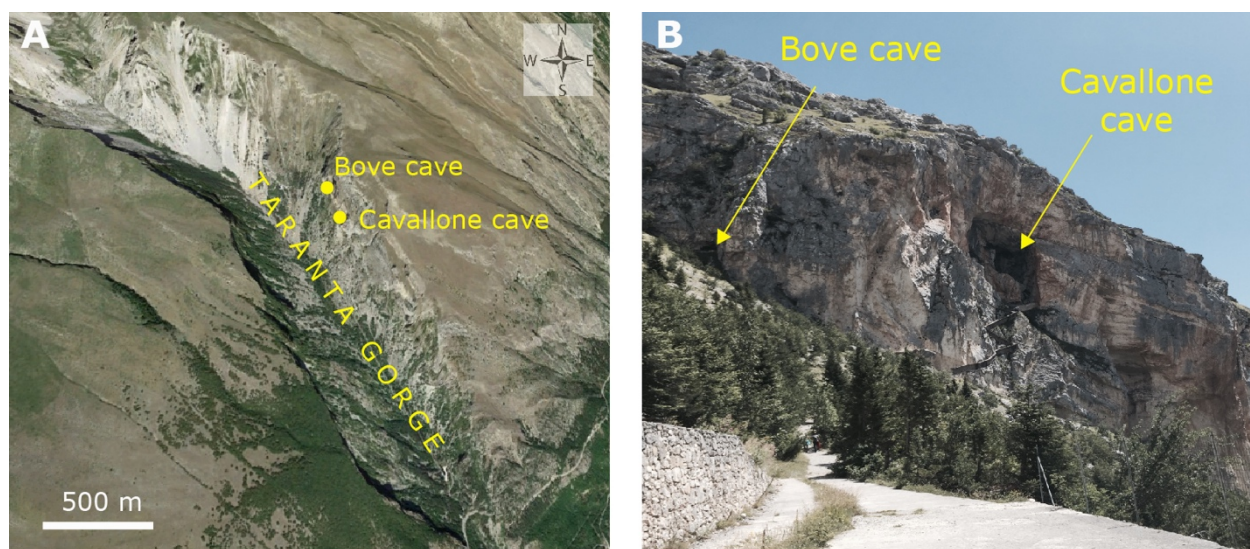 A
N
W E
S
Bove cave
Cavallone cave
TARANTA GORGE
500 m
B
Bove cave
Cavallone
cave